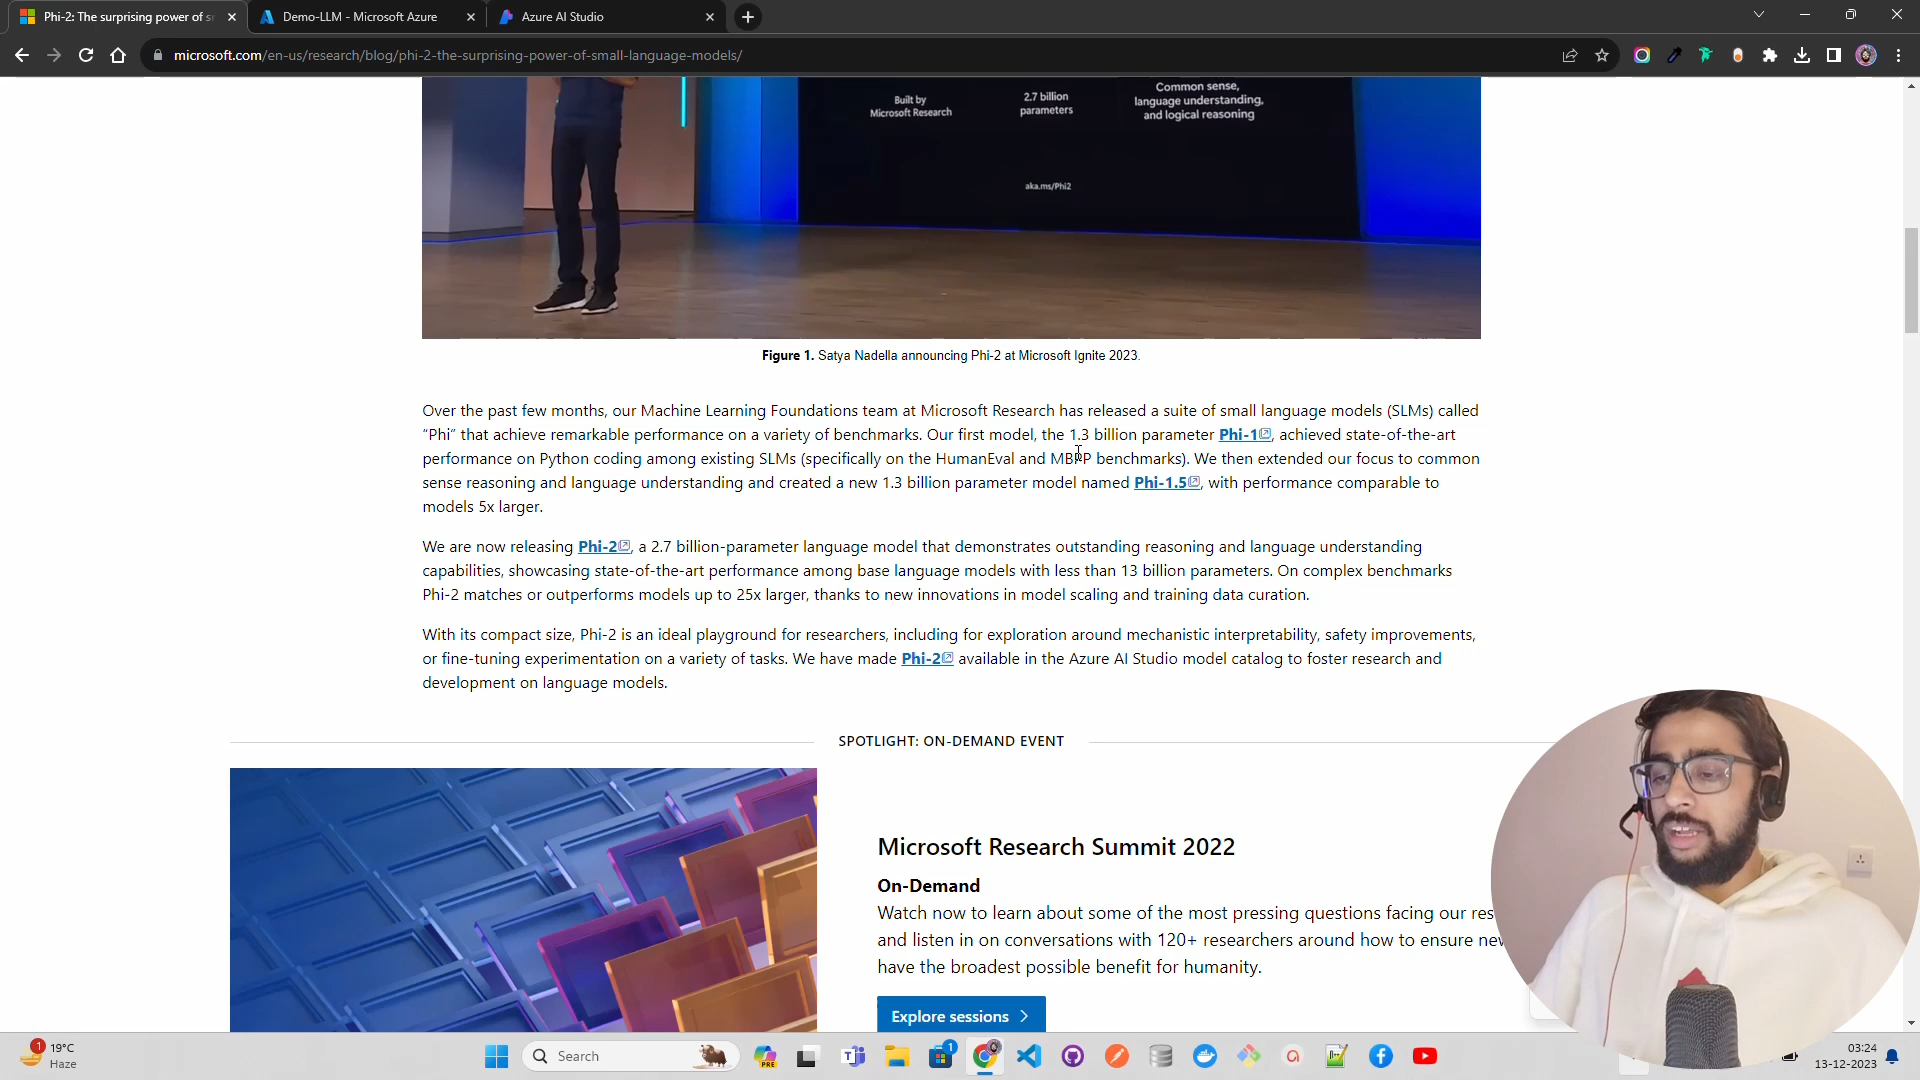 Phi-2: The surprising power of s
Demo-LLM - Microsoft Azure
Azure AI Studio
microsoft.com/en-us/research/blog/phi-2-the-surprising-power-of-small-language-models/
Built by
Microsoft Research
2.7 billion
parameters
Common sense,
language understanding,
and logical reasoning
aka.ms/Phi2
Figure 1. Satya Nadella announcing Phi-2 at Microsoft Ignite 2023.
Over the past few months, our Machine Learning Foundations team at Microsoft Research has released a suite of small language models (SLMs) called
“Phi” that achieve remarkable performance on a variety of benchmarks. Our first model, the 1.3 billion parameter Phi-1, achieved state-of-the-art
performance on Python coding among existing SLMs (specifically on the HumanEval and MBPP benchmarks). We then extended our focus to common
sense reasoning and language understanding and created a new 1.3 billion parameter model named Phi-1.5, with performance comparable to
models 5x larger.
We are now releasing Phi-2, a 2.7 billion-parameter language model that demonstrates outstanding reasoning and language understanding
capabilities, showcasing state-of-the-art performance among base language models with less than 13 billion parameters. On complex benchmarks
Phi-2 matches or outperforms models up to 25x larger, thanks to new innovations in model scaling and training data curation.
With its compact size, Phi-2 is an ideal playground for researchers, including for exploration around mechanistic interpretability, safety improvements,
or fine-tuning experimentation on a variety of tasks. We have made Phi-2 available in the Azure AI Studio model catalog to foster research and
development on language models.
SPOTLIGHT: ON-DEMAND EVENT
Microsoft Research Summit 2022
On-Demand
Watch now to learn about some of the most pressing questions facing our res
and listen in on conversations with 120+ researchers around how to ensure new
have the broadest possible benefit for humanity.
Explore sessions
1
19°C
Haze
Search
PRE
1
03:24
13-12-2023